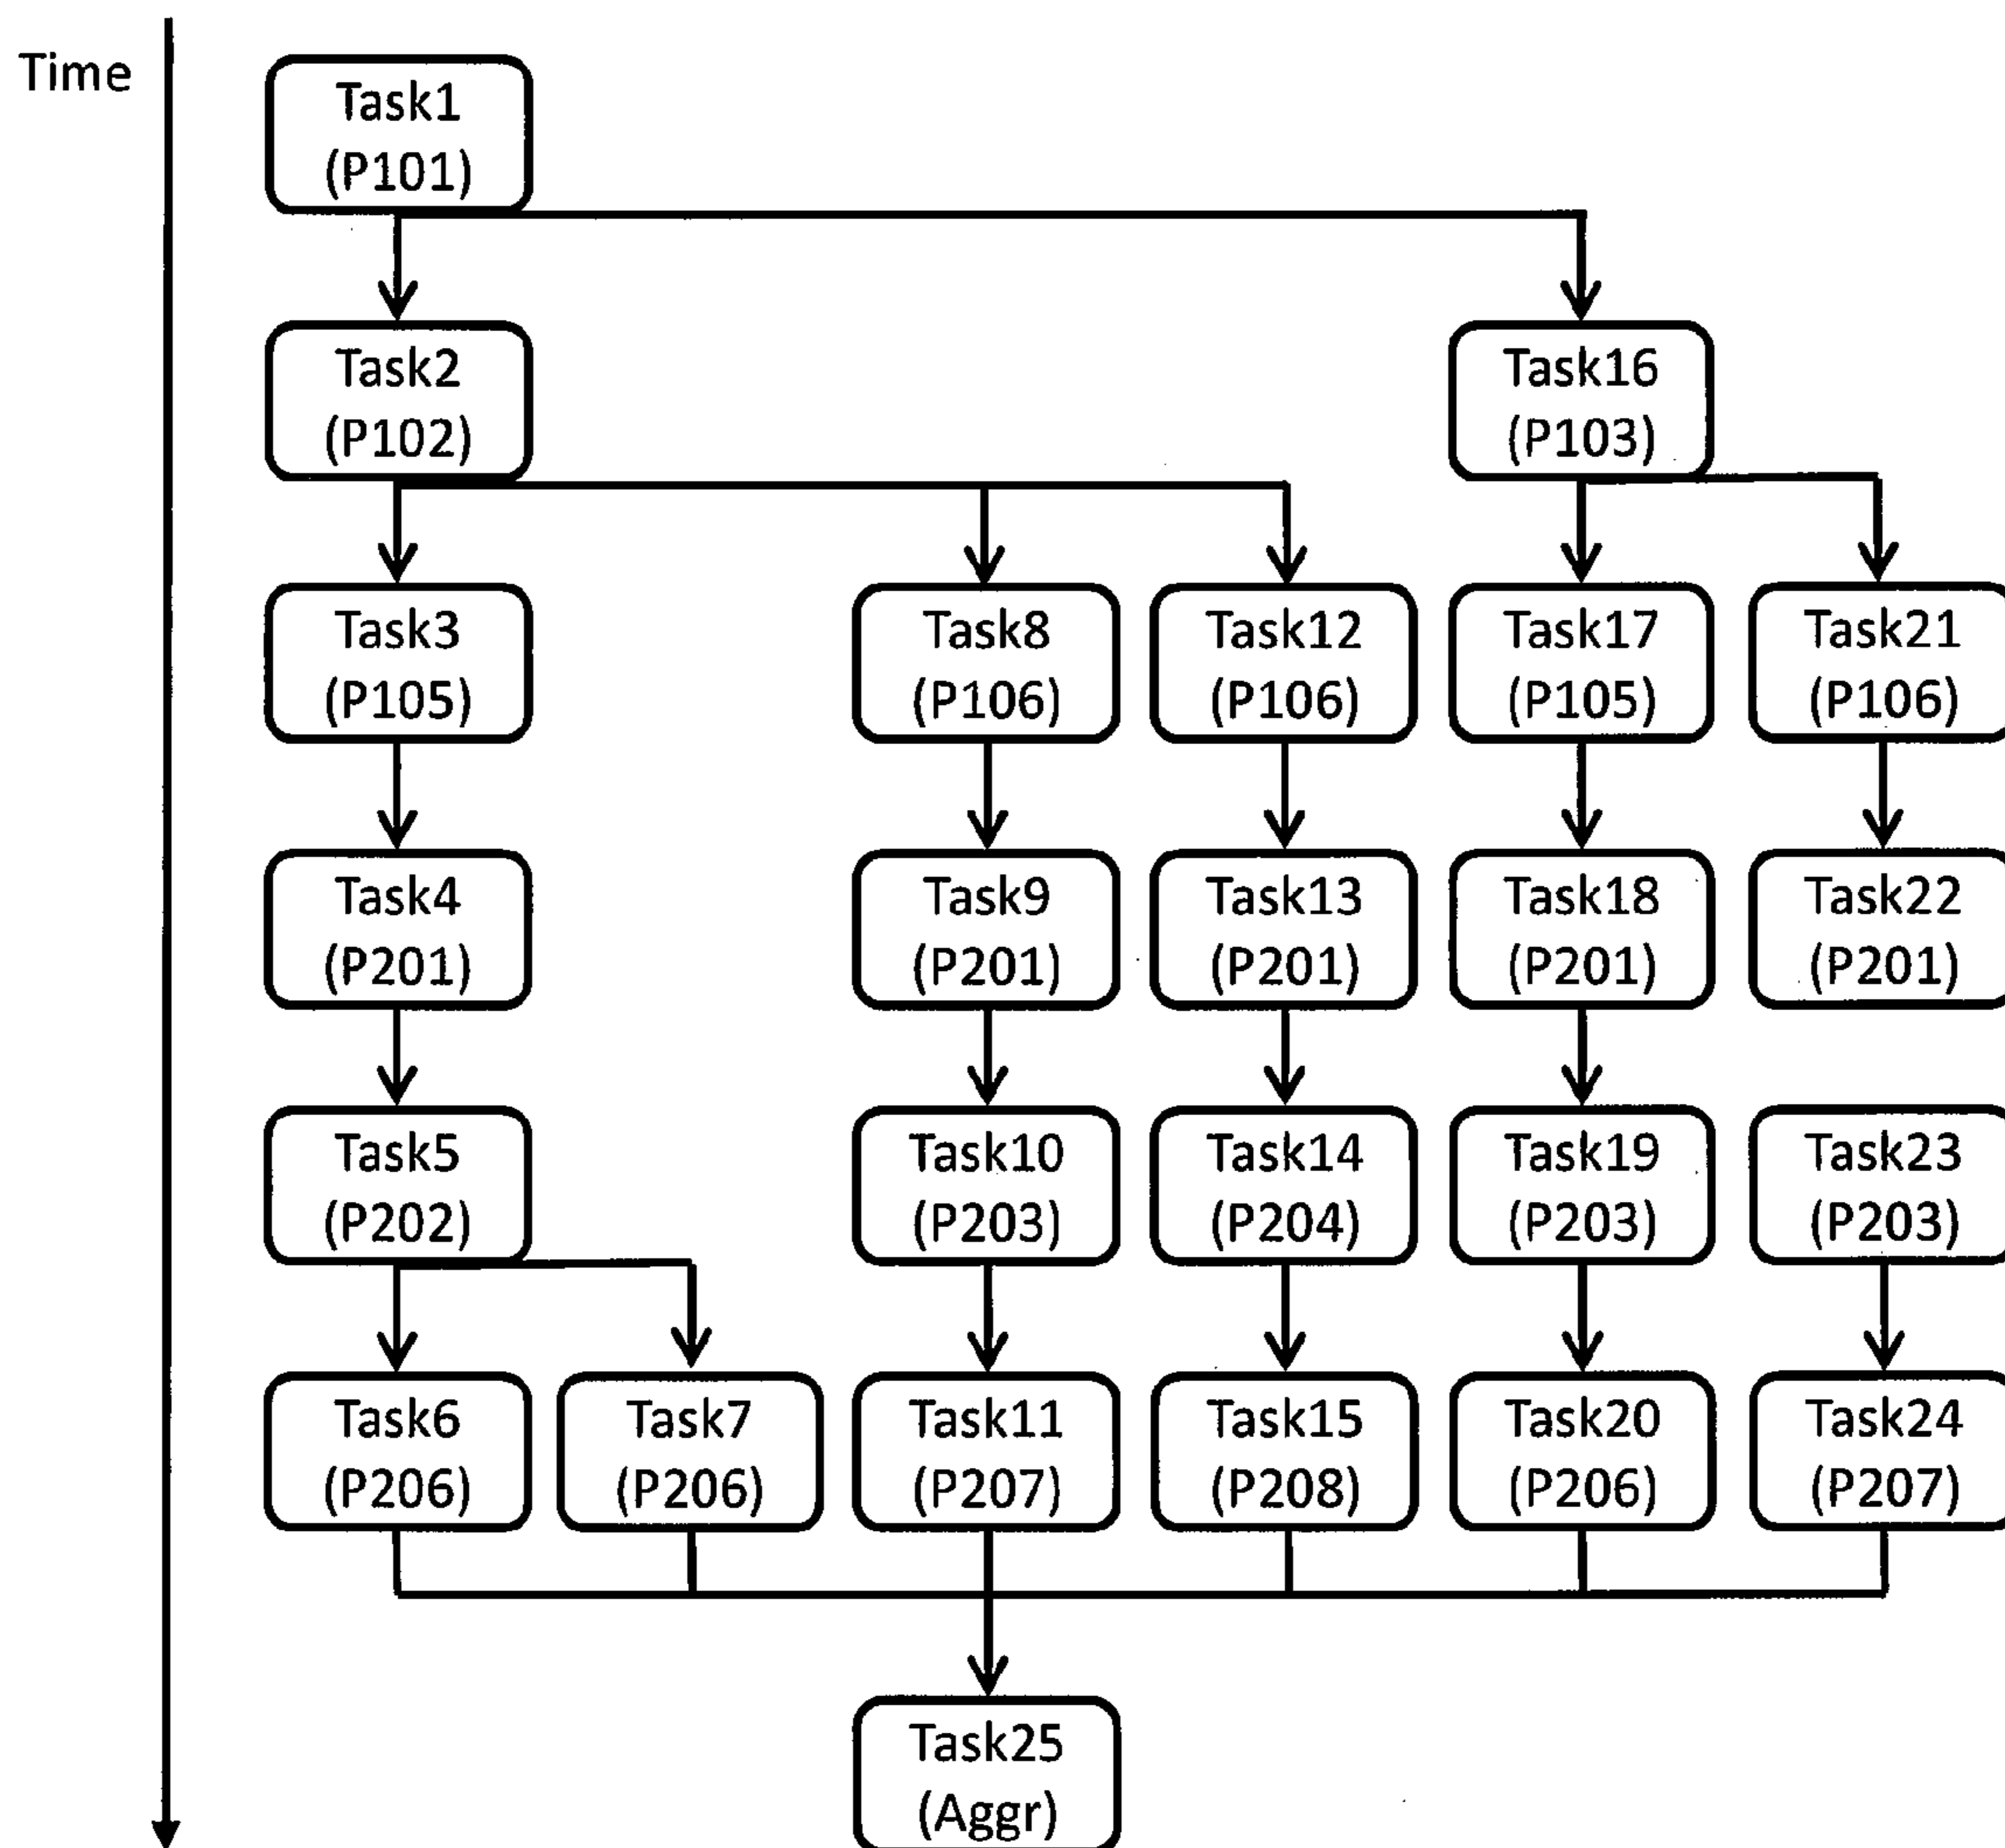 Time
Task1
(P101)
Task2
(P102)
Task16
(P103)
Task3
(P105)
Task8
(P106)
Task12
(P106)
Task17
(P105)
Task21
(P106)
Task4
(P201)
Task9
(P201)
Task13
(P201)
Task18
(P201)
Task22
(P201)
Task5
(P202)
Task10
(P203)
Task14
(P204)
Task19
(P203)
Task23
(P203)
Task6
(P206)
Task7
(P206)
Task11
(P207)
Task15
(P208)
Task20
(P206)
Task24
(P207)
Task25
(Aggr)